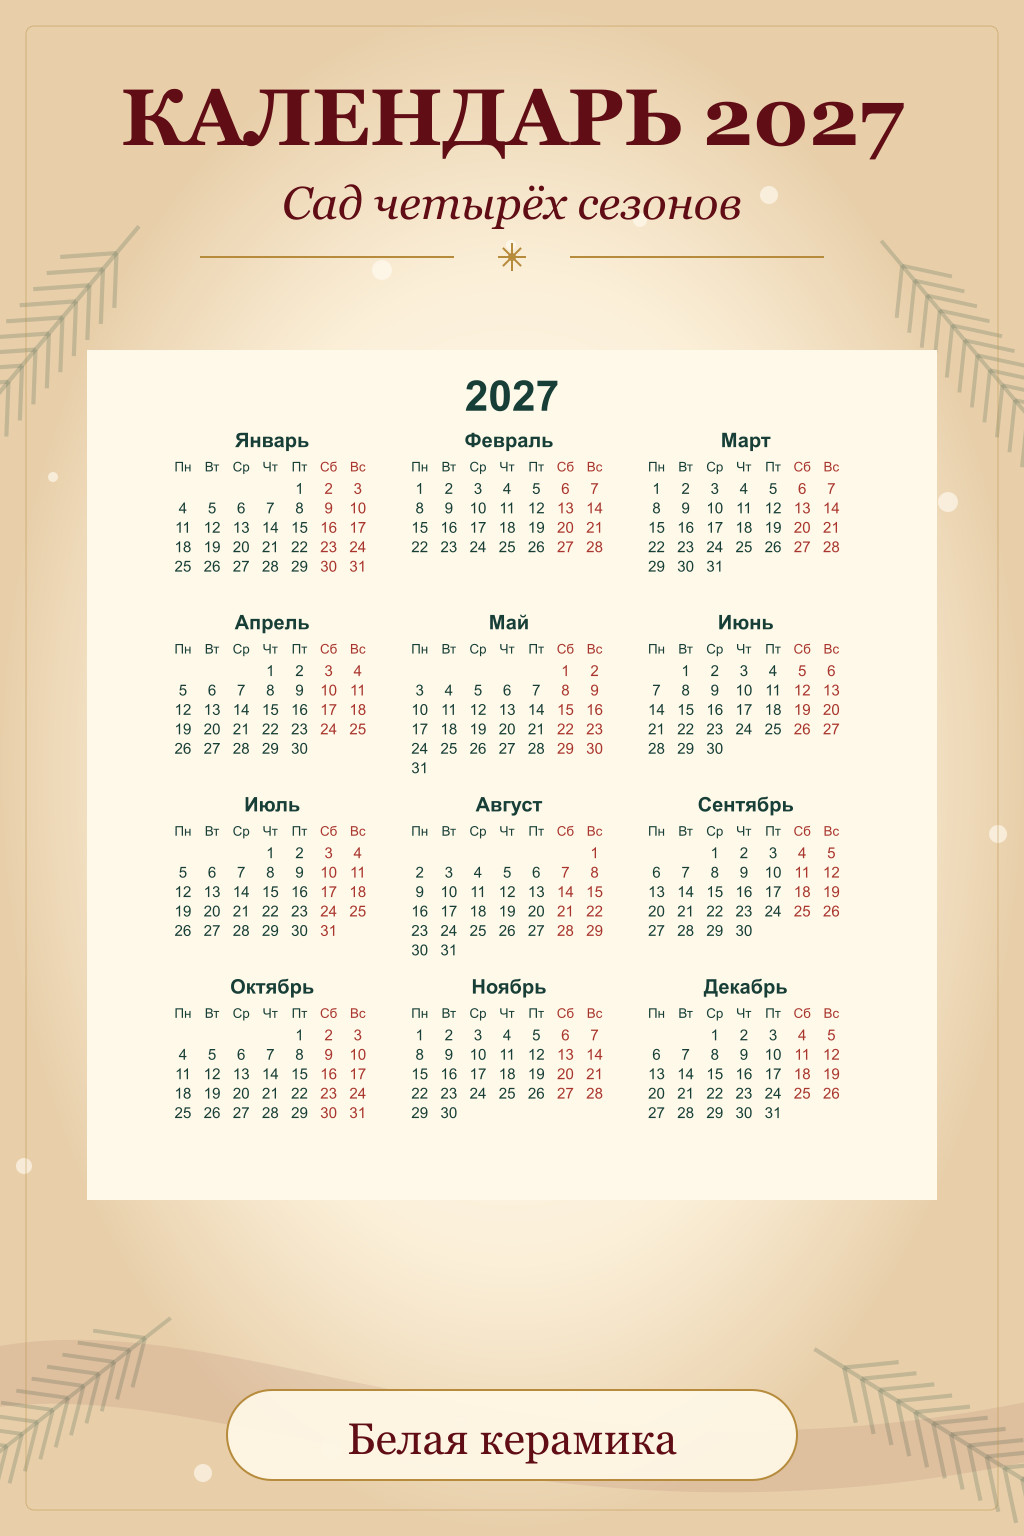 КАЛЕНДАРЬ 2027
Сад четырёх сезонов
2027
Январь Февраль Март
Пн Вт Ср Чт Пт Сб Вс Пн Вт Ср Чт Пт Сб Вс Пн Вт Ср Чт Пт Сб Вс
1 2 3 1 2 3 4 5 6 7 1 2 3 4 5 6 7
4 5 6 7 8 9 10 8 9 10 11 12 13 14 8 9 10 11 12 13 14
11 12 13 14 15 16 17 15 16 17 18 19 20 21 15 16 17 18 19 20 21
18 19 20 21 22 23 24 22 23 24 25 26 27 28 22 23 24 25 26 27 28
25 26 27 28 29 30 31 29 30 31
Апрель Май Июнь
Пн Вт Ср Чт Пт Сб Вс Пн Вт Ср Чт Пт Сб Вс Пн Вт Ср Чт Пт Сб Вс
1 2 3 4 1 2 1 2 3 4 5 6
5 6 7 8 9 10 11 3 4 5 6 7 8 9 7 8 9 10 11 12 13
12 13 14 15 16 17 18 10 11 12 13 14 15 16 14 15 16 17 18 19 20
19 20 21 22 23 24 25 17 18 19 20 21 22 23 21 22 23 24 25 26 27
26 27 28 29 30 24 25 26 27 28 29 30 28 29 30
31
Июль Август Сентябрь
Пн Вт Ср Чт Пт Сб Вс Пн Вт Ср Чт Пт Сб Вс Пн Вт Ср Чт Пт Сб Вс
1 2 3 4 1 1 2 3 4 5
5 6 7 8 9 10 11 2 3 4 5 6 7 8 6 7 8 9 10 11 12
12 13 14 15 16 17 18 9 10 11 12 13 14 15 13 14 15 16 17 18 19
19 20 21 22 23 24 25 16 17 18 19 20 21 22 20 21 22 23 24 25 26
26 27 28 29 30 31 23 24 25 26 27 28 29 27 28 29 30
30 31
Октябрь Ноябрь Декабрь
Пн Вт Ср Чт Пт Сб Вс Пн Вт Ср Чт Пт Сб Вс Пн Вт Ср Чт Пт Сб Вс
1 2 3 1 2 3 4 5 6 7 1 2 3 4 5
4 5 6 7 8 9 10 8 9 10 11 12 13 14 6 7 8 9 10 11 12
11 12 13 14 15 16 17 15 16 17 18 19 20 21 13 14 15 16 17 18 19
18 19 20 21 22 23 24 22 23 24 25 26 27 28 20 21 22 23 24 25 26
25 26 27 28 29 30 31 29 30 27 28 29 30 31
Белая керамика